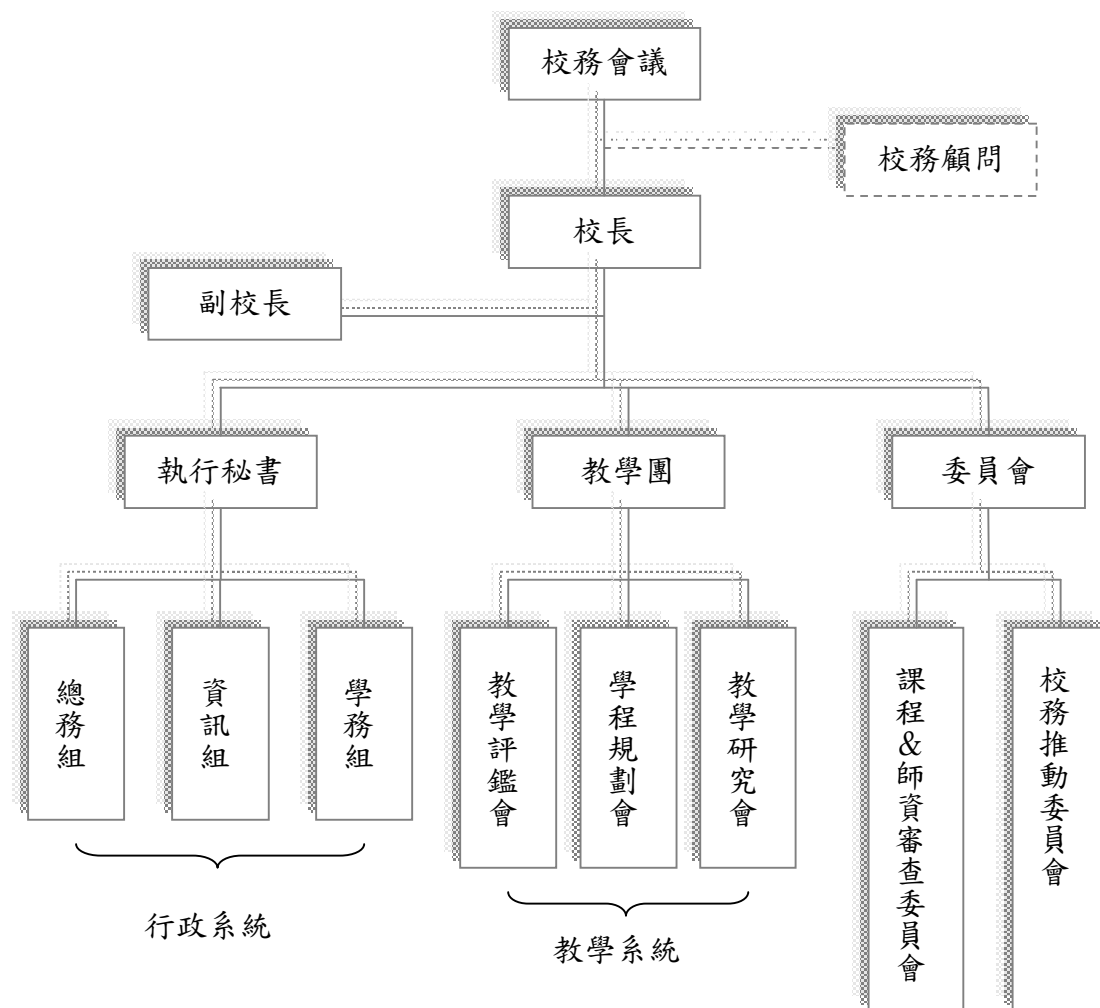 校務會議
校務顧問
校長
副校長
執行秘書
教學團
委員會
總務組
資訊組
學務組
教學評鑑會
學程規劃會
教學研究會
課程&師資審查委員會
校務推動委員會
行政系統
教學系統